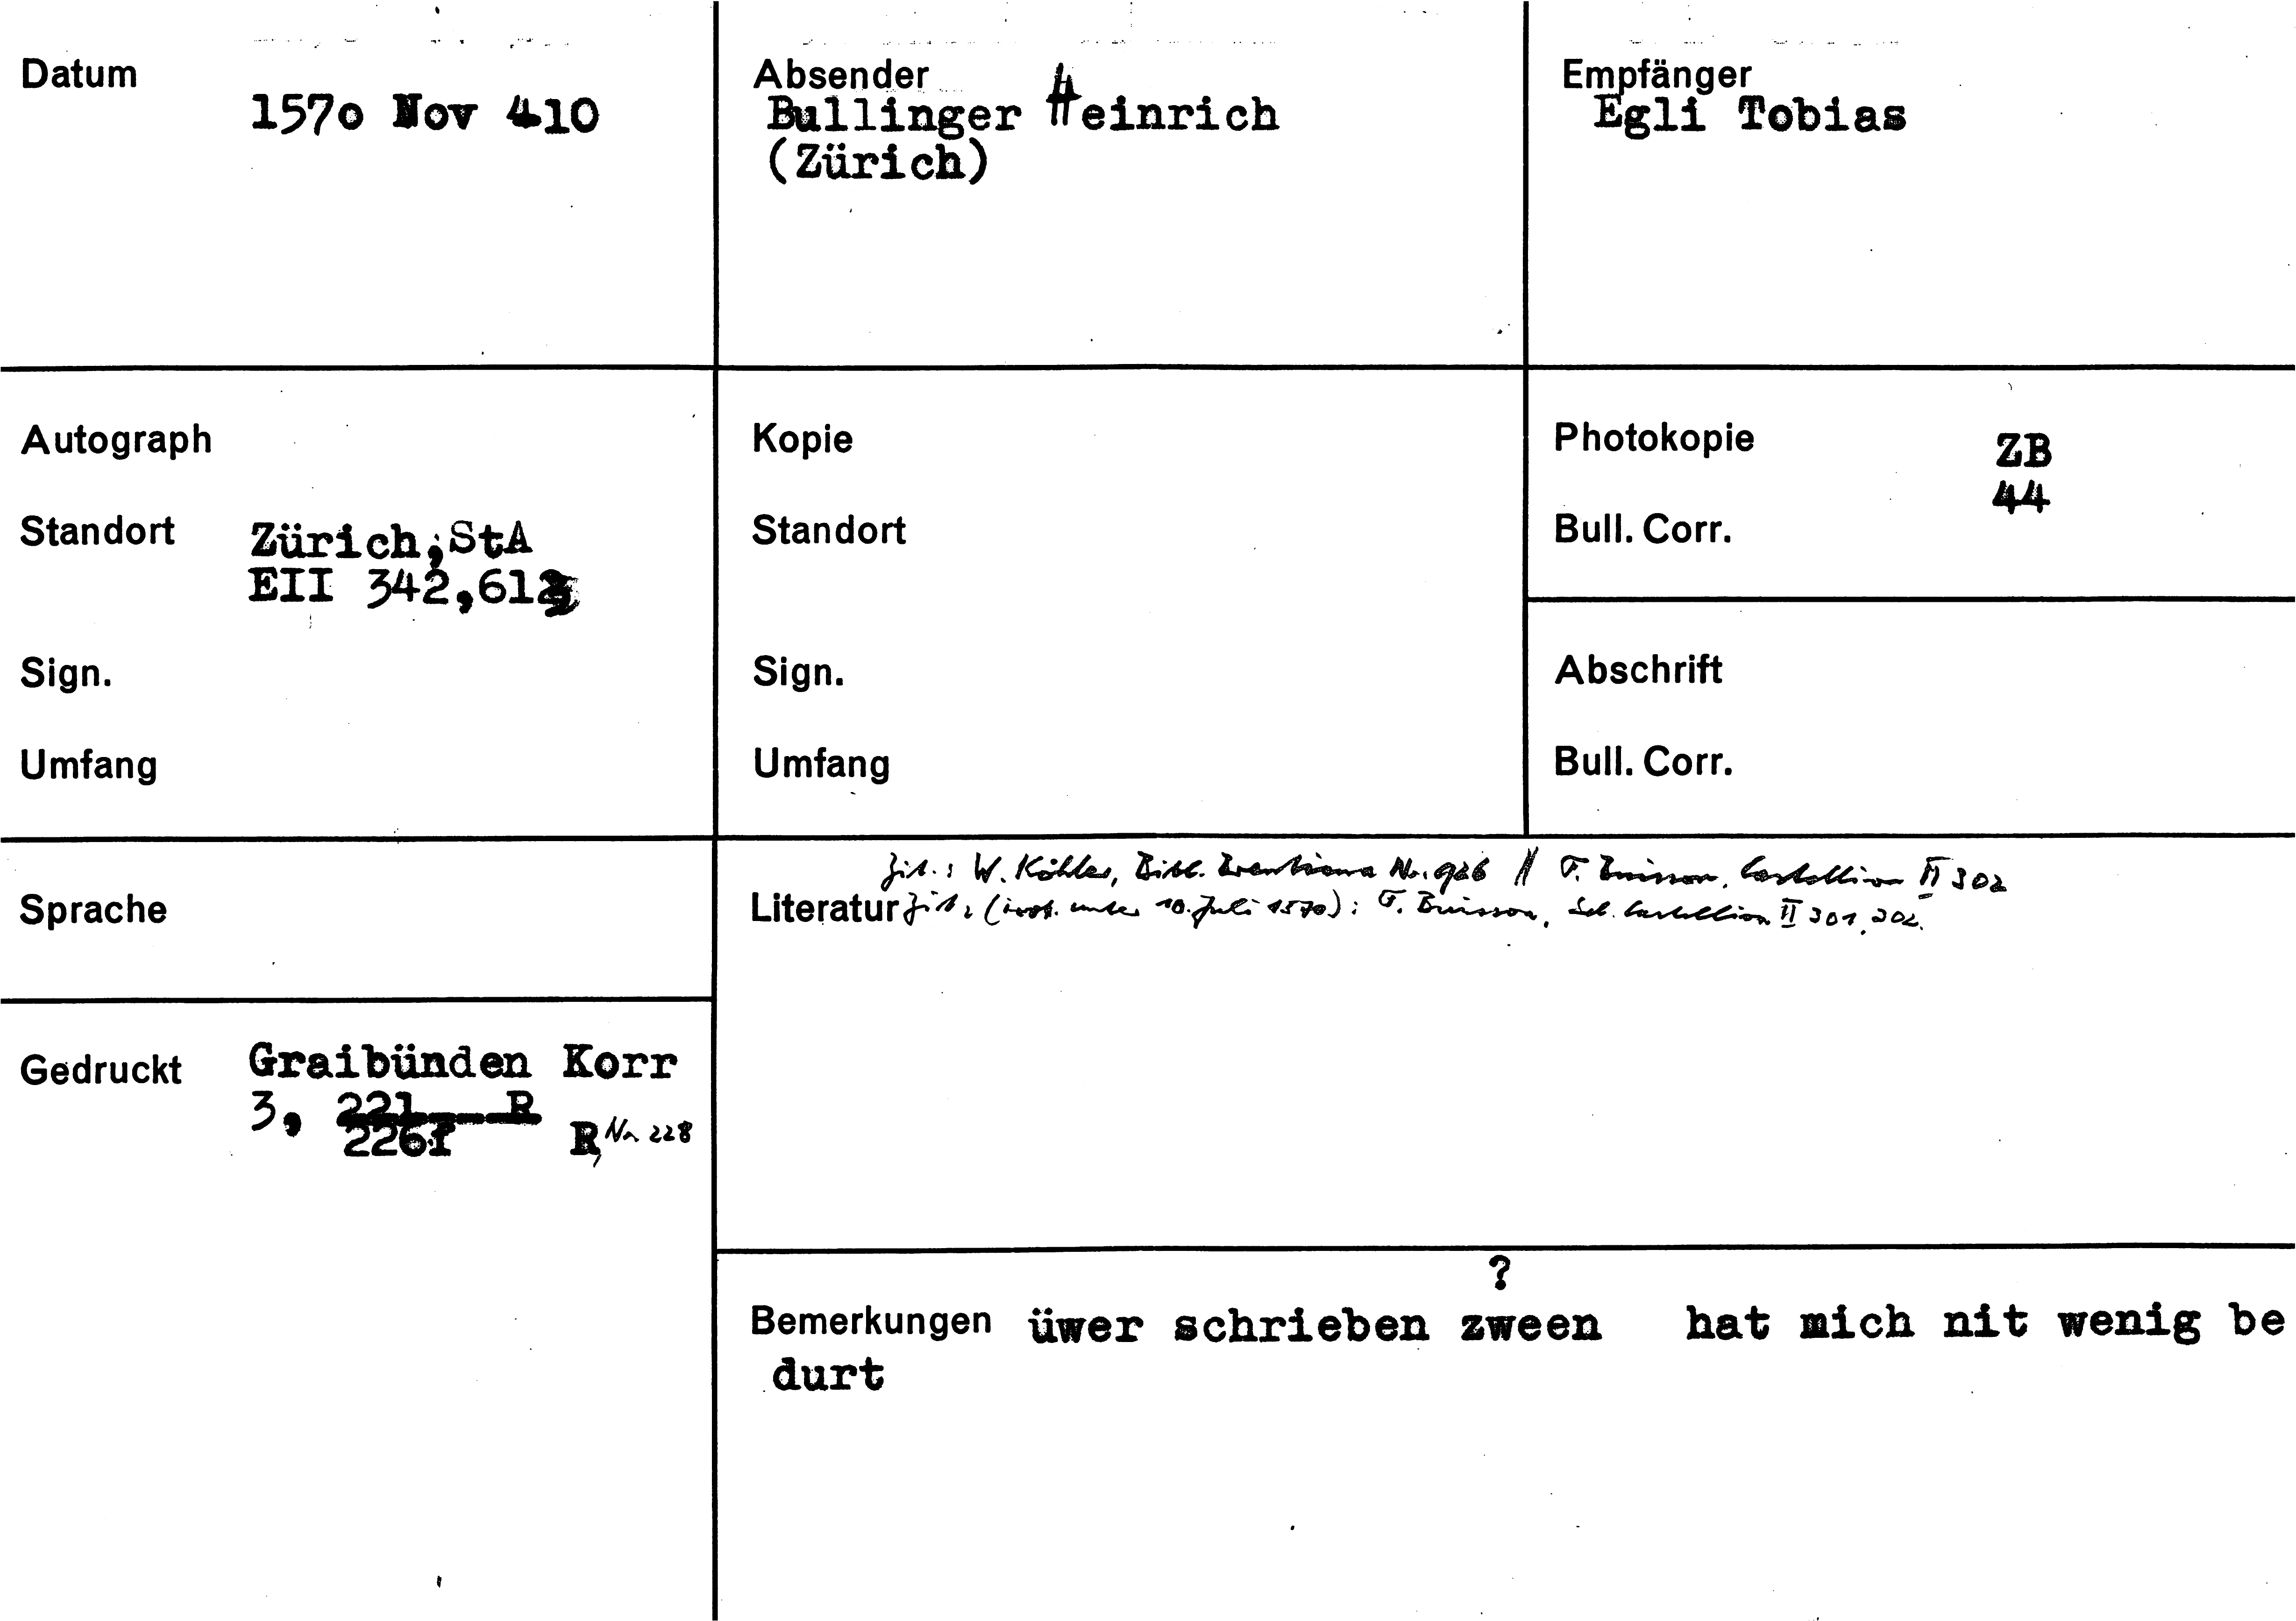 Datum
1570 Nov 410
Absender
Bullinger Heinrich
(Zürich)
Empfänger
Egli Tobias
Autograph
Standort Zürich, StA
EII 342,612
Sign.
Umfang
Kopie
Standort
Sign.
Umfang
Photokopie ZB
44
Bull. Corr.
Abschrift
Bull. Corr.
Sprache
Zit.: W. Köhler, Bibl. Brentiana Nr. 926 // F. Buisson, Castellion II 302
Literatur Zit. (irrt. unter 10. Juli 1570): F. Buisson, Seb. Castellion II 301. 302.
Gedruckt Graibünden Korr
3, 221 R
226f R, Nr 228
?
Bemerkungen üwer schrieben zween hat mich nit wenig be
durt